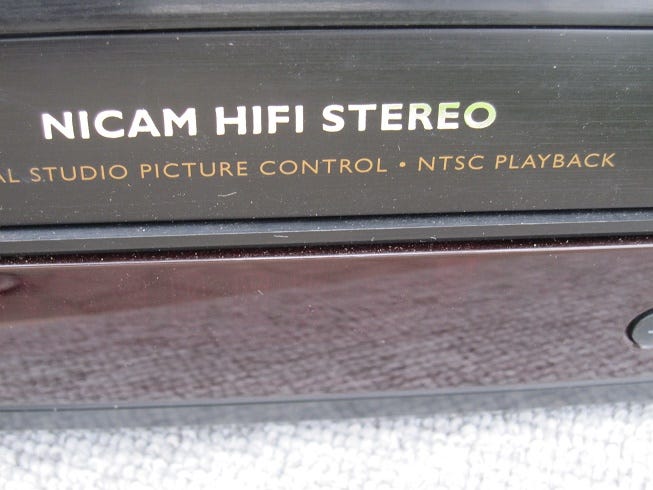 NICAM HIFI STEREO
AL STUDIO PICTURE CONTROL • NTSC PLAYBACK